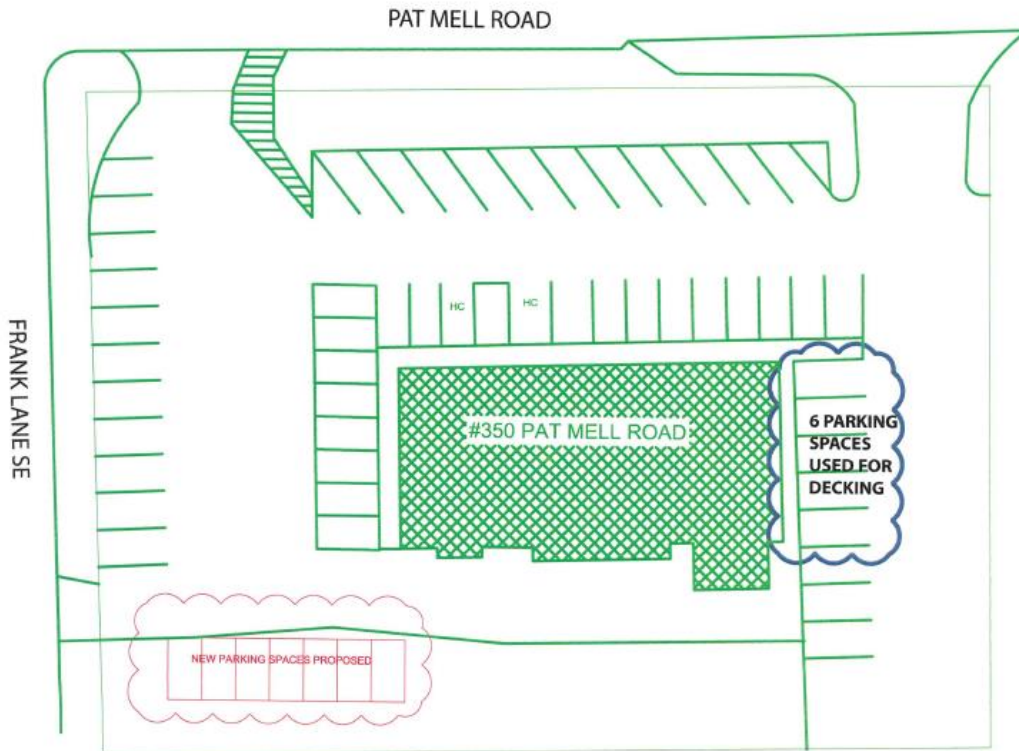 PAT MELL ROAD
FRANK LANE SE
HC
HC
#350 PAT MELL ROAD
6 PARKING
SPACES
USED FOR
DECKING
NEW PARKING SPACES PROPOSED